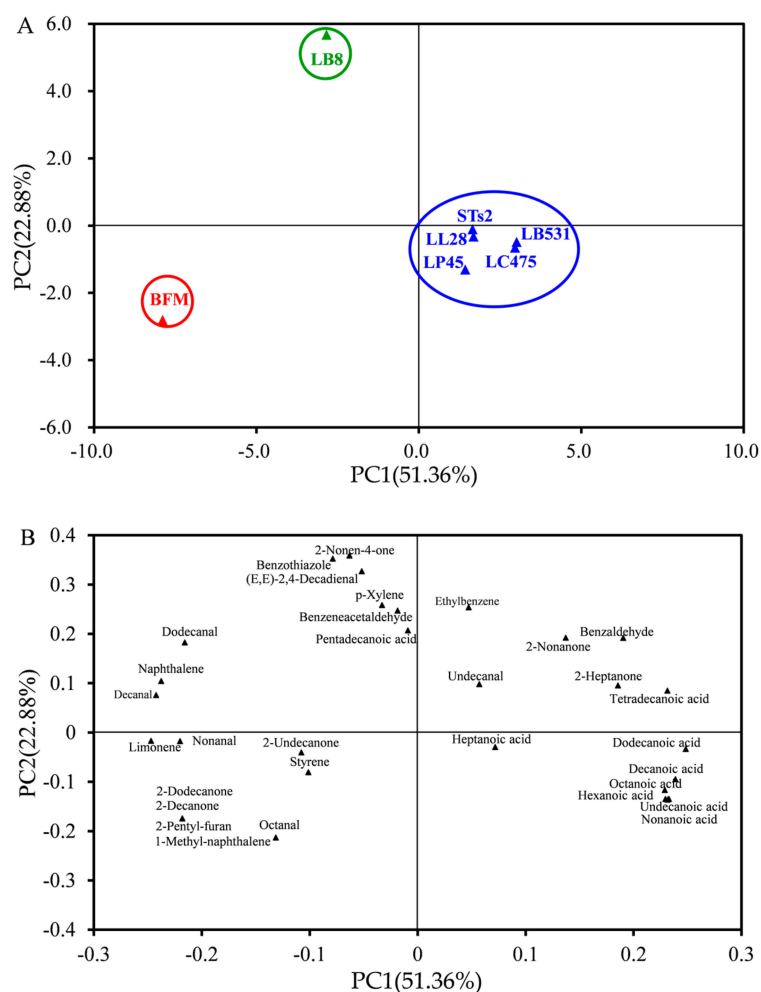 A
6.0
LB8
4.0
2.0
PC2(22.88%)
0.0
STs2
LL28
LB531
LP45
LC475
-2.0
BFM
-4.0
-6.0
-10.0
-5.0
0.0
5.0
10.0
PC1(51.36%)
B
0.4
2-Nonen-4-one
Benzothiazole
(E,E)-2,4-Decadienal
0.3
p-Xylene
Ethylbenzene
Benzeneacetaldehyde
Pentadecanoic acid
Benzaldehyde
2-Nonanone
0.2
Dodecanal
Naphthalene
Undecanal
2-Heptanone
0.1
Decanal
Tetradecanoic acid
PC2(22.88%)
0
Limonene
Nonanal
2-Undecanone
Heptanoic acid
Dodecanoic acid
Styrene
Decanoic acid
-0.1
Octanoic acid
2-Dodecanone
Hexanoic acid
2-Decanone
Undecanoic acid
2-Pentyl-furan
Octanal
Nonanoic acid
1-Methyl-naphthalene
-0.2
-0.3
-0.4
-0.3
-0.2
-0.1
0
0.1
0.2
0.3
PC1(51.36%)